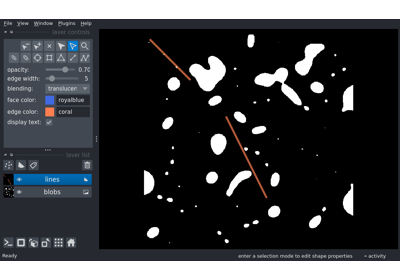 File View Window Plugins Help
layer controls
opacity: 0.70
edge width: 5
blending: translucen
face color: royalblue
edge color: coral
display text:
layer list
lines
blobs
Ready enter a selection mode to edit shape properties activity